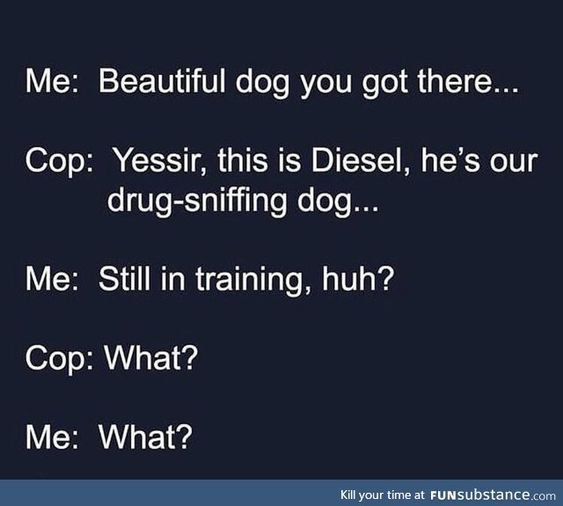 Me: Beautiful dog you got there...
Cop: Yessir, this is Diesel, he’s our
drug-sniffing dog...
Me: Still in training, huh?
Cop: What?
Me: What?
Kill your time at FUNsubstance.com